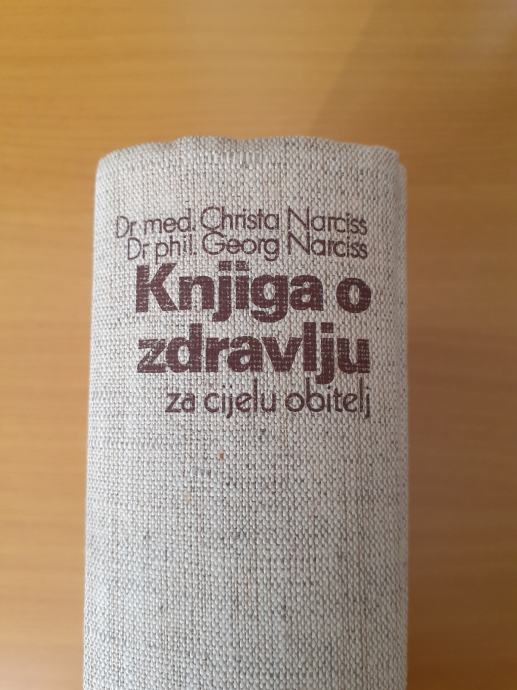 Dr. med. Christa Narciss
Dr. phil. Georg Narciss
Knjiga o
zdravlju
za cijelu obitelj